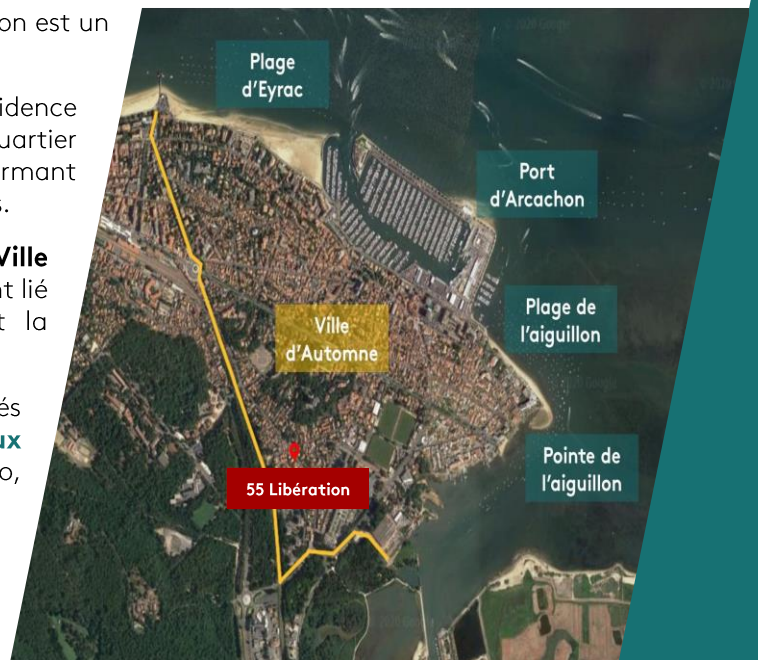 on est un
idence
uartier
rmant
s.
Ville
t lié
t la
és
ux
o,
Plage
d'Eyrac
Port
d'Arcachon
Plage de
l'aiguillon
Ville
d'Automne
Pointe de
l'aiguillon
55 Libération